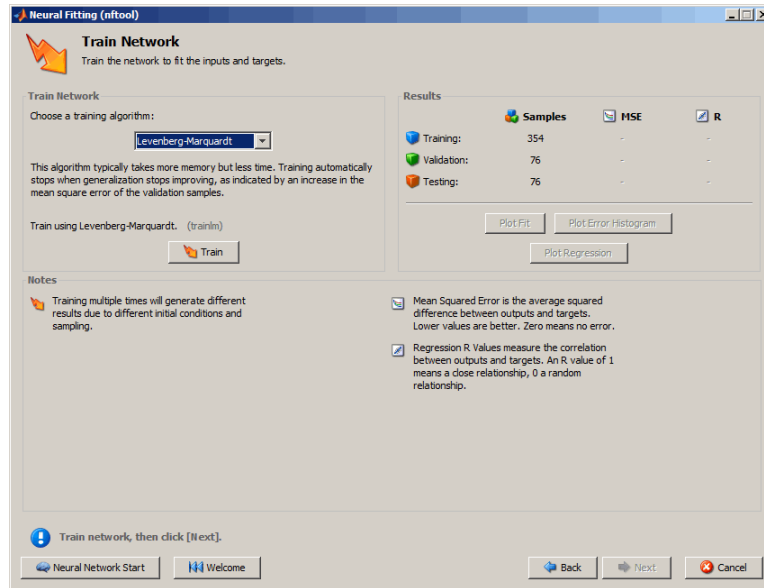 Neural Fitting (nftool)
Train Network
Train the network to fit the inputs and targets.
Train Network
Choose a training algorithm:
Levenberg-Marquardt
This algorithm typically takes more memory but less time. Training automatically
stops when generalization stops improving, as indicated by an increase in the
mean square error of the validation samples.
Train using Levenberg-Marquardt. (trainlm)
Train
Results
Samples MSE R
Training: 354 - -
Validation: 76 - -
Testing: 76 - -
Plot Fit Plot Error Histogram
Plot Regression
Notes
Training multiple times will generate different
results due to different initial conditions and
sampling.
Mean Squared Error is the average squared
difference between outputs and targets.
Lower values are better. Zero means no error.
Regression R Values measure the correlation
between outputs and targets. An R value of 1
means a close relationship, 0 a random
relationship.
Train network, then click [Next].
Neural Network Start Welcome Back Next Cancel